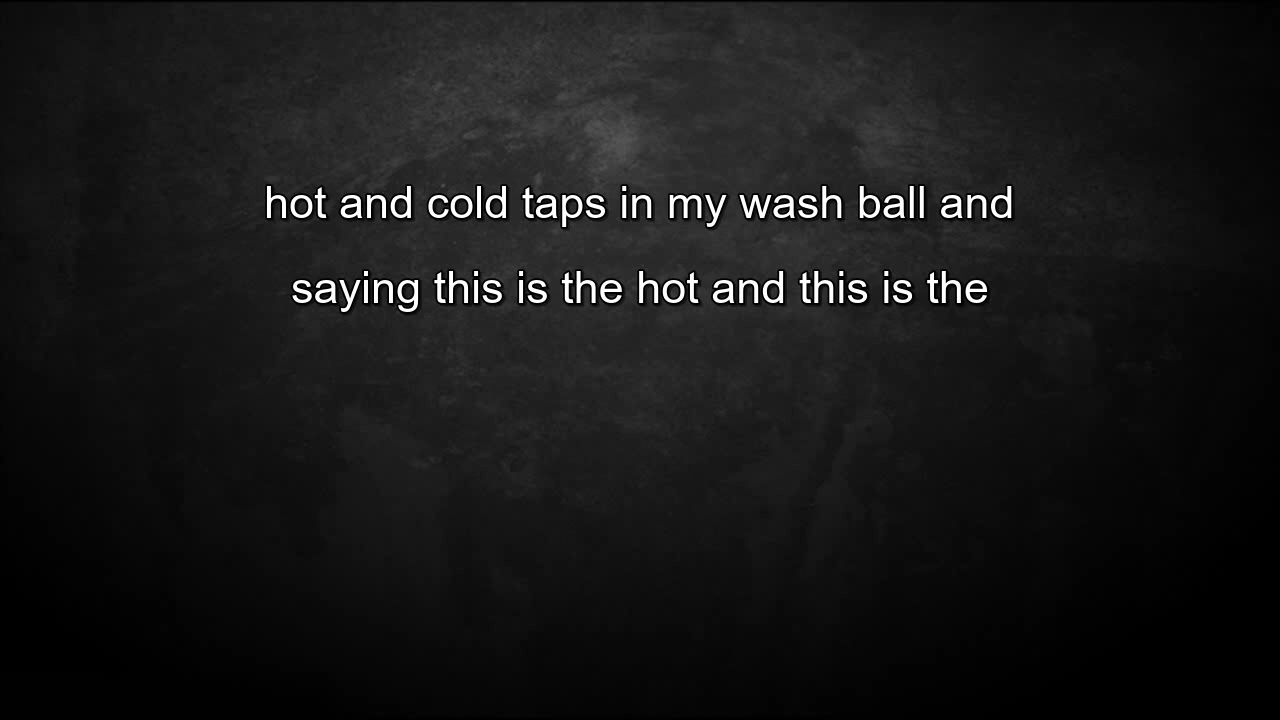 hot and cold taps in my wash ball and
saying this is the hot and this is the